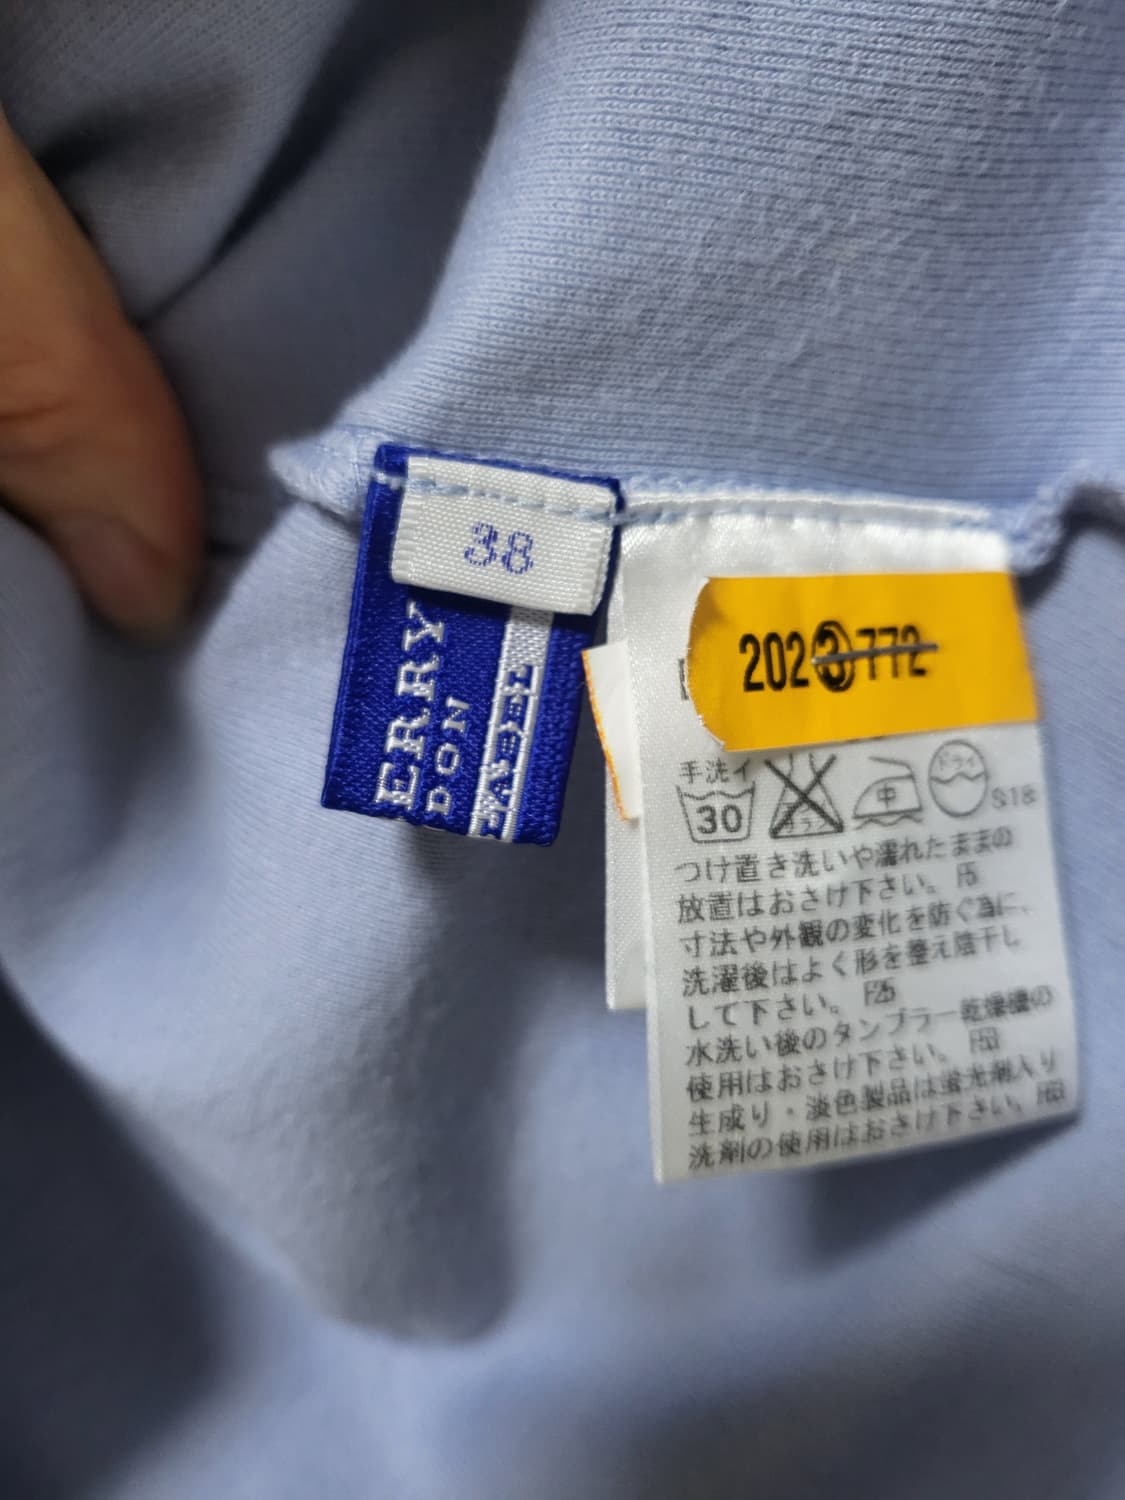 38
ERRY
DON
LABEL
2023772
手洗イ
30
中
ドライ
S18
つけ置き洗いや濡れたままの
放置はおさけ下さい。
寸法や外観の変化を防ぐ為に、
洗濯後はよく形を整え陰干し
して下さい。
水洗い後のタンブラー乾燥機の
使用はおさけ下さい。
生成り・淡色製品は蛍光剤入り
洗剤の使用はおさけ下さい。